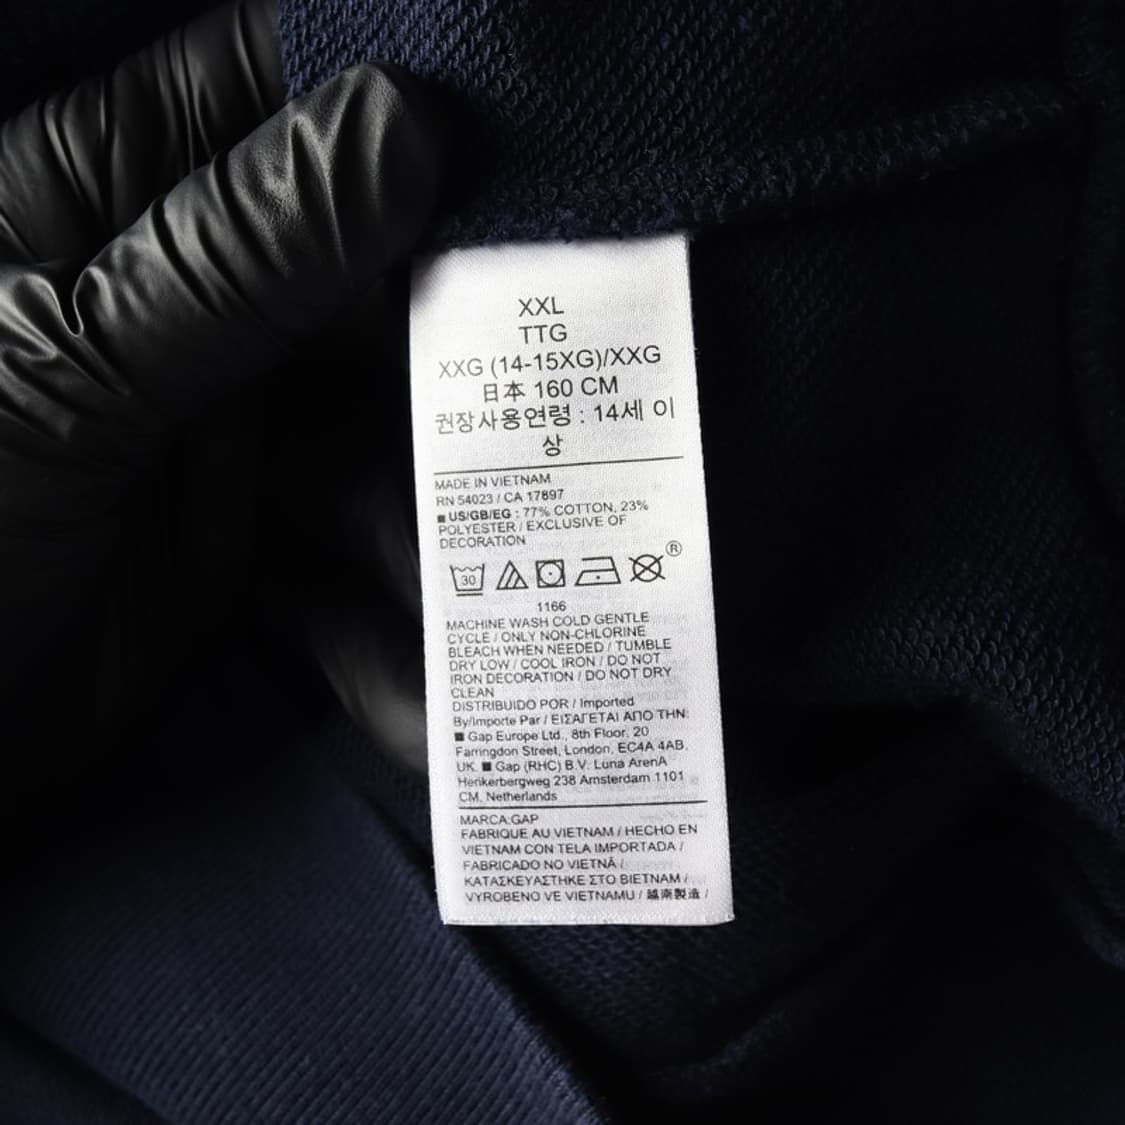 XXL
TTG
XXG (14-15XG)/XXG
日本 160 CM
권장사용연령 : 14세 이
상
MADE IN VIETNAM
RN 54023 / CA 17897
■ US/GB/EG : 77% COTTON, 23%
POLYESTER / EXCLUSIVE OF
DECORATION
30
®
1166
MACHINE WASH COLD GENTLE
CYCLE / ONLY NON-CHLORINE
BLEACH WHEN NEEDED / TUMBLE
DRY LOW / COOL IRON / DO NOT
IRON DECORATION / DO NOT DRY
CLEAN
DISTRIBUIDO POR / Imported
By/Importe Par / ΕΙΣΑΓΕΤΑΙ ΑΠΟ ΤΗΝ:
■ Gap Europe Ltd., 8th Floor, 20
Farringdon Street, London, EC4A 4AB,
UK. ■ Gap (RHC) B.V. Luna ArenA
Herikerbergweg 238 Amsterdam 1101
CM, Netherlands
MARCA:GAP
FABRIQUE AU VIETNAM / HECHO EN
VIETNAM CON TELA IMPORTADA /
FABRICADO NO VIETNÃ /
ΚΑΤΑΣΚΕΥΑΣΤΗΚΕ ΣΤΟ ΒΙΕΤΝΑΜ /
VYROBENO VE VIETNAMU / 越南製造 /